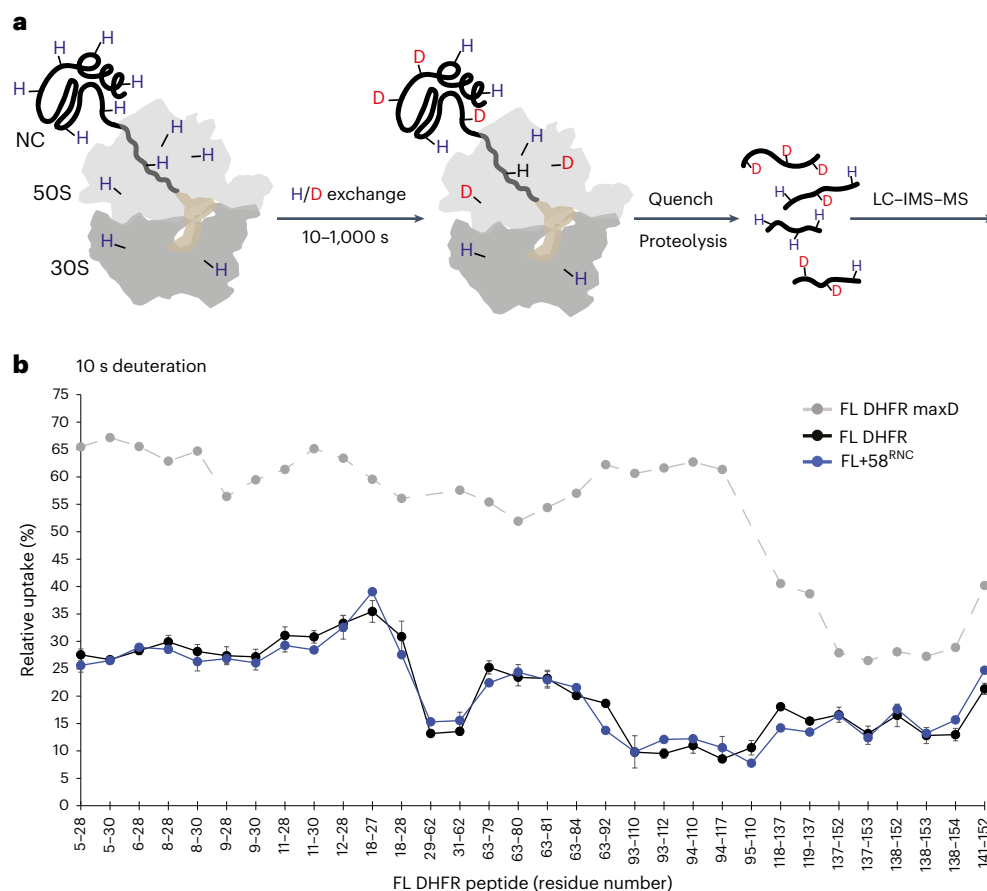 a
H H H H H H
NC
H H H
50S
H
30S
H H
H/D exchange
10–1,000 s
D H D H D H
H H D
D
H H
Quench
Proteolysis
D D D
H H D
H H H
D H D
LC–IMS–MS
b
10 s deuteration
FL DHFR maxD
FL DHFR
FL+58RNC
Relative uptake (%)
75
70
65
60
55
50
45
40
35
30
25
20
15
10
5
0
5–28
5–30
6–28
8–28
8–30
9–28
9–30
11–28
11–30
12–28
18–27
18–28
29–62
31–62
63–79
63–80
63–81
63–84
63–92
93–110
93–112
94–110
94–117
95–110
118–137
119–137
137–152
137–153
138–152
138–153
138–154
141–152
FL DHFR peptide (residue number)